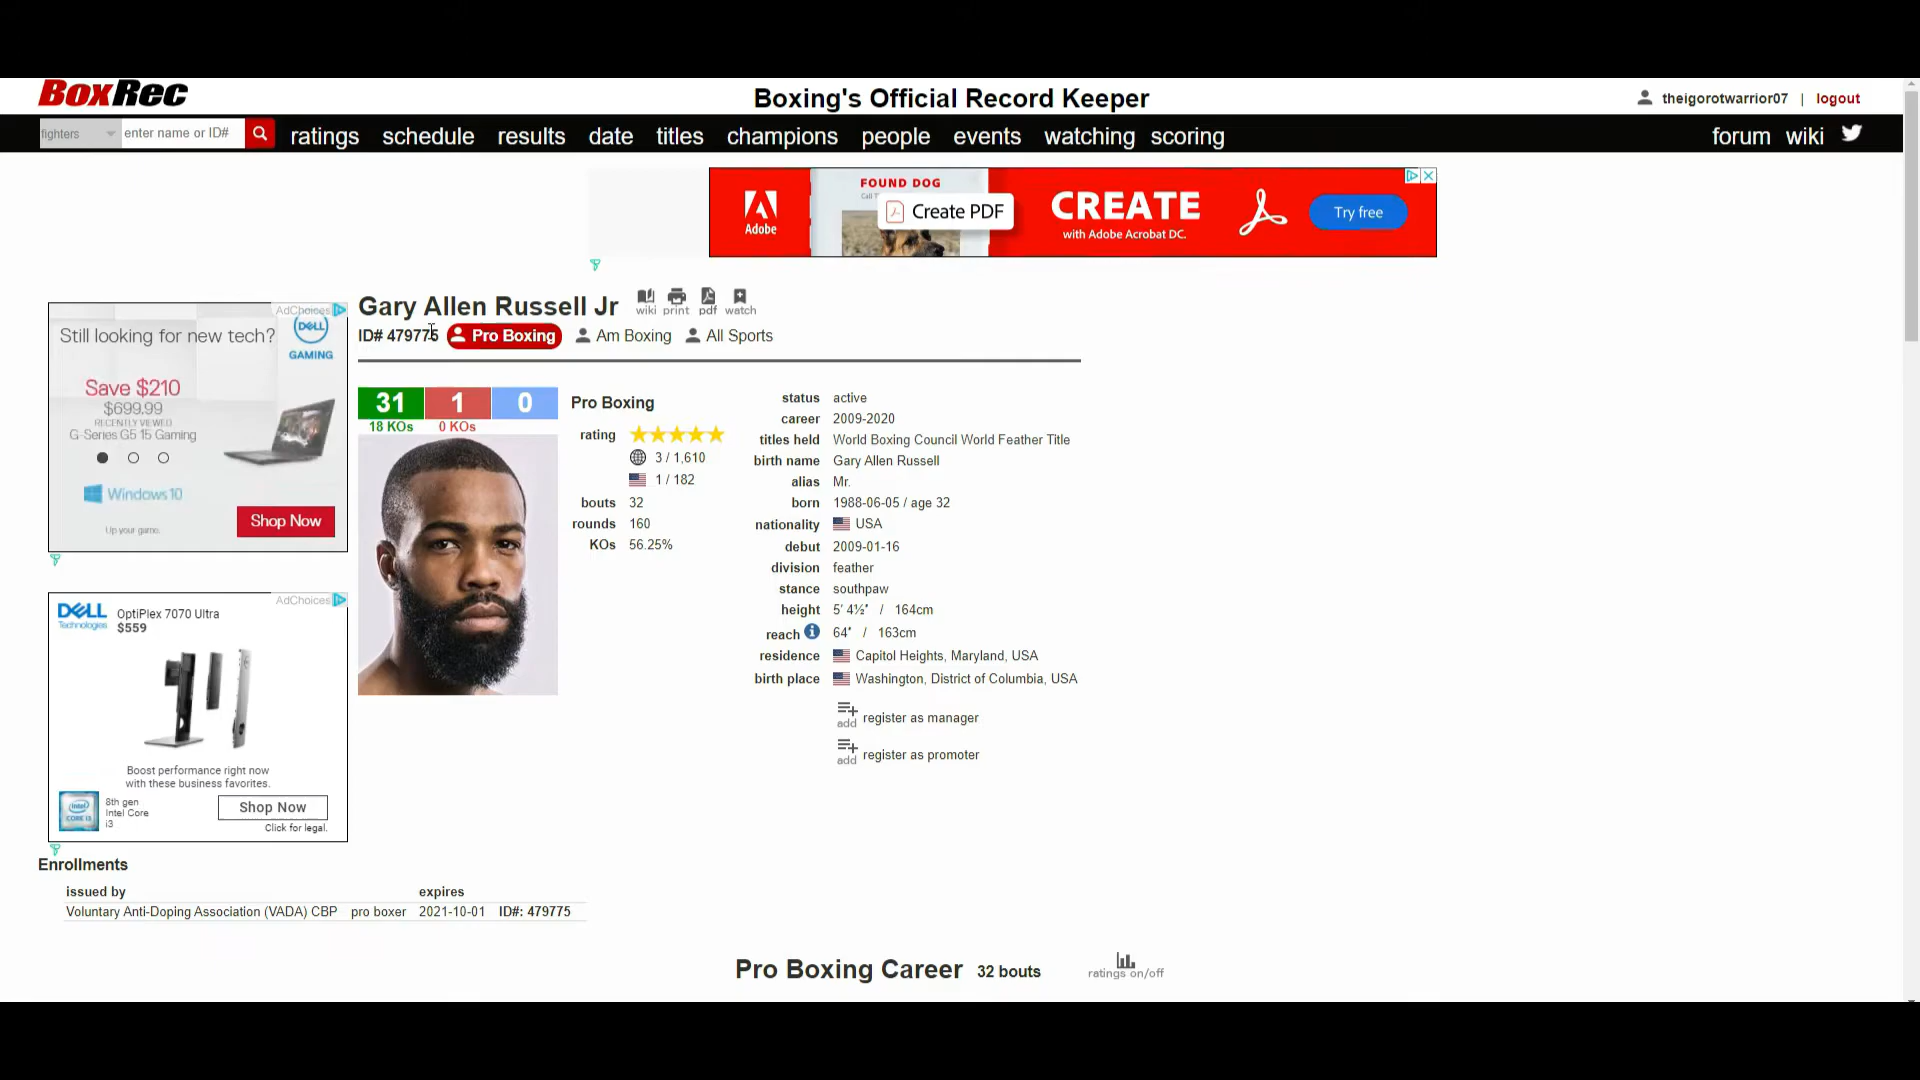 BoxRec
Boxing's Official Record Keeper
theigorotwarrior07 | logout
fighters enter name or ID# ratings schedule results date titles champions people events watching scoring forum wiki
Adobe
FOUND DOG
Create PDF
CREATE
with Adobe Acrobat DC.
Try free
AdChoices
Still looking for new tech?
DELL
GAMING
Save $210
$699.99
RECENTLY VIEWED
G-Series G5 15 Gaming
Windows 10
Up your game.
Shop Now
Gary Allen Russell Jr
wiki print pdf watch
ID# 479775 Pro Boxing Am Boxing All Sports
31 1 0
18 KOs 0 KOs
Pro Boxing
rating
3 / 1,610
1 / 182
bouts 32
rounds 160
KOs 56.25%
status active
career 2009-2020
titles held World Boxing Council World Feather Title
birth name Gary Allen Russell
alias Mr.
born 1988-06-05 / age 32
nationality USA
debut 2009-01-16
division feather
stance southpaw
height 5' 4½" / 164cm
reach 64" / 163cm
residence Capitol Heights, Maryland, USA
birth place Washington, District of Columbia, USA
add register as manager
add register as promoter
AdChoices
DELL
Technologies
OptiPlex 7070 Ultra
$559
Boost performance right now
with these business favorites.
intel
CORE i3
8th gen
Intel Core
i3
Shop Now
Click for legal.
Enrollments
issued by expires
Voluntary Anti-Doping Association (VADA) CBP pro boxer 2021-10-01 ID#: 479775
Pro Boxing Career 32 bouts
ratings on/off